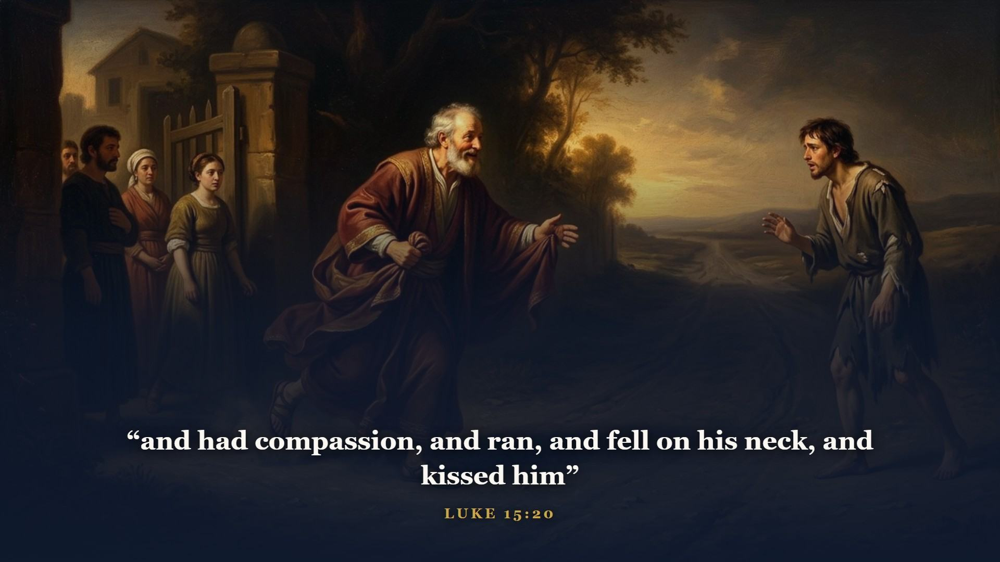 “and had compassion, and ran, and fell on his neck, and
kissed him”
LUKE 15:20